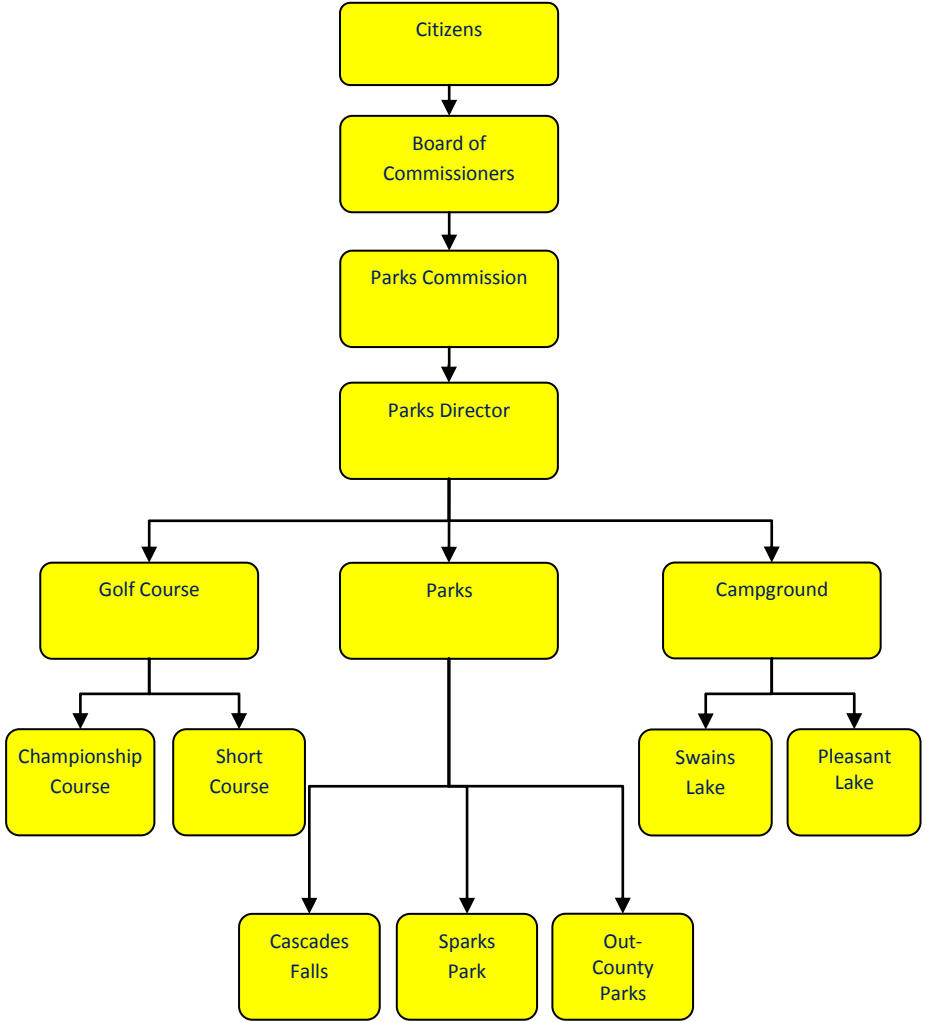 Citizens
Board of
Commissioners
Parks Commission
Parks Director
Golf Course
Parks
Campground
Championship
Course
Short
Course
Swains
Lake
Pleasant
Lake
Cascades
Falls
Sparks
Park
Out-
County
Parks